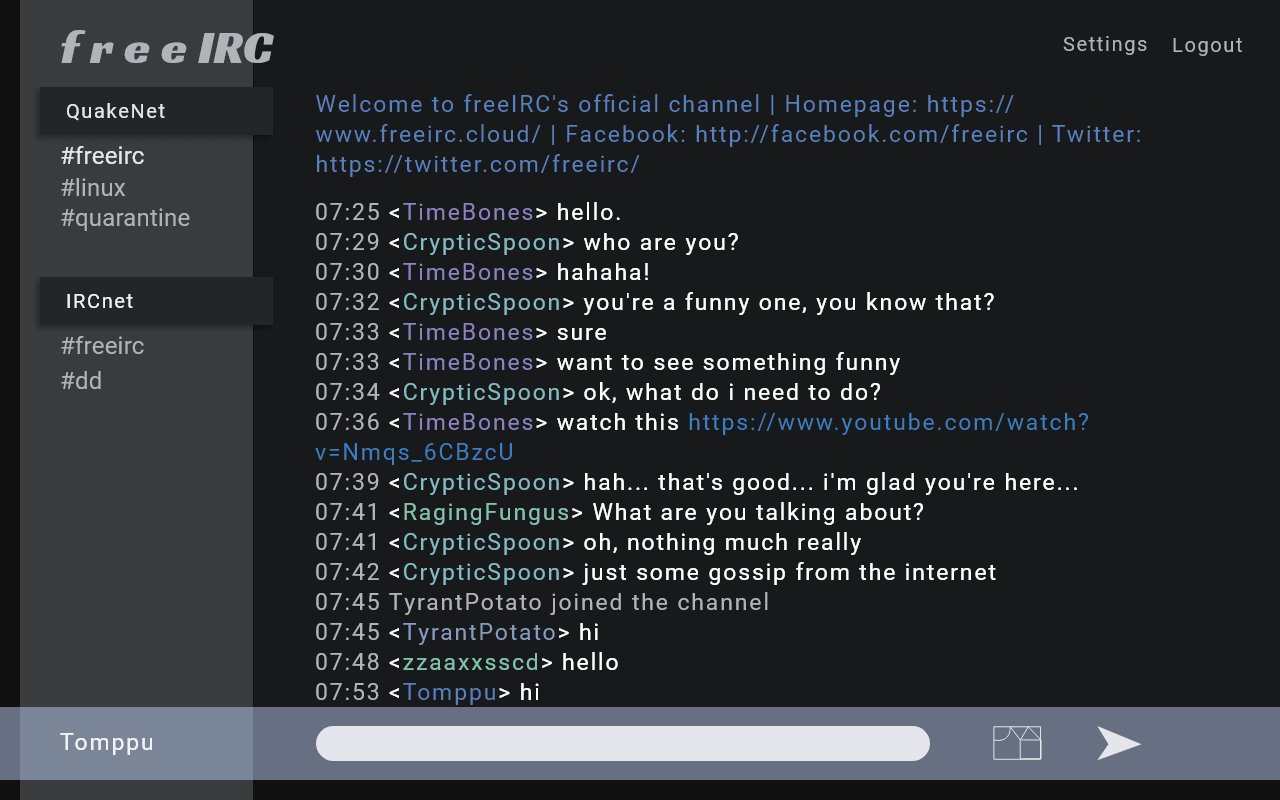 freeIRC
Settings Logout
QuakeNet
#freeirc
#linux
#quarantine
IRCnet
#freeirc
#dd
Welcome to freeIRC's official channel | Homepage: https://
www.freeirc.cloud/ | Facebook: http://facebook.com/freeirc | Twitter:
https://twitter.com/freeirc/
07:25 <TimeBones> hello.
07:29 <CrypticSpoon> who are you?
07:30 <TimeBones> hahaha!
07:32 <CrypticSpoon> you're a funny one, you know that?
07:33 <TimeBones> sure
07:33 <TimeBones> want to see something funny
07:34 <CrypticSpoon> ok, what do i need to do?
07:36 <TimeBones> watch this https://www.youtube.com/watch?
v=Nmqs_6CBzcU
07:39 <CrypticSpoon> hah... that's good... i'm glad you're here...
07:41 <RagingFungus> What are you talking about?
07:41 <CrypticSpoon> oh, nothing much really
07:42 <CrypticSpoon> just some gossip from the internet
07:45 TyrantPotato joined the channel
07:45 <TyrantPotato> hi
07:48 <zzaaxxsscd> hello
07:53 <Tomppu> hi
Tomppu